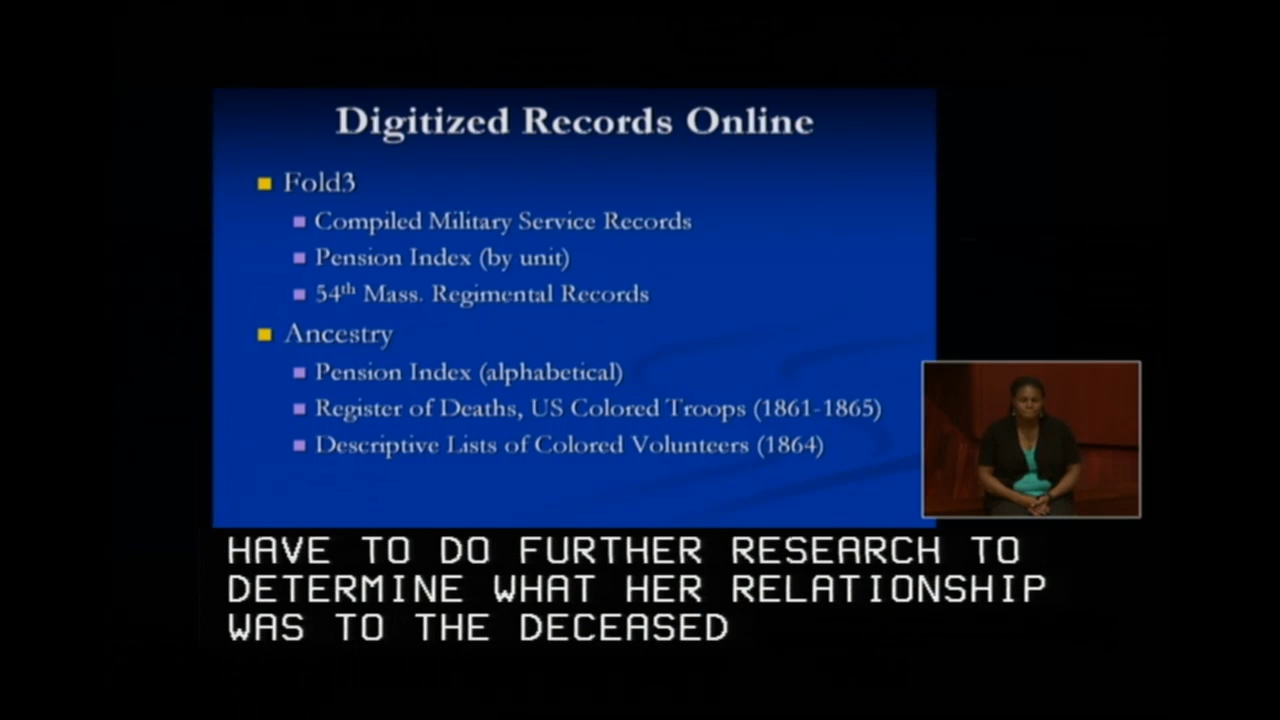 Digitized Records Online
Fold3
Compiled Military Service Records
Pension Index (by unit)
54th Mass. Regimental Records
Ancestry
Pension Index (alphabetical)
Register of Deaths, US Colored Troops (1861-1865)
Descriptive Lists of Colored Volunteers (1864)
HAVE TO DO FURTHER RESEARCH TO
DETERMINE WHAT HER RELATIONSHIP
WAS TO THE DECEASED